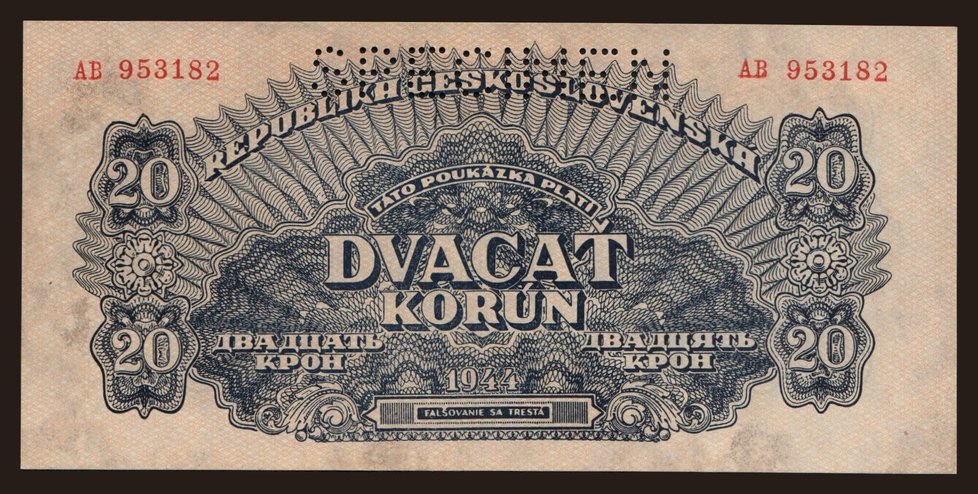 AB 953182
AB 953182
REPUBLIKA ČESKOSLOVENSKÁ
20
20
TÁTO POUKÁZKA PLATÍ
DVACAŤ
KORÚN
ДВАДЦАТЬ
КРОН
ДВАДЦЯТЬ
КРОН
20
20
1944
FALŠOVANIE SA TRESTÁ